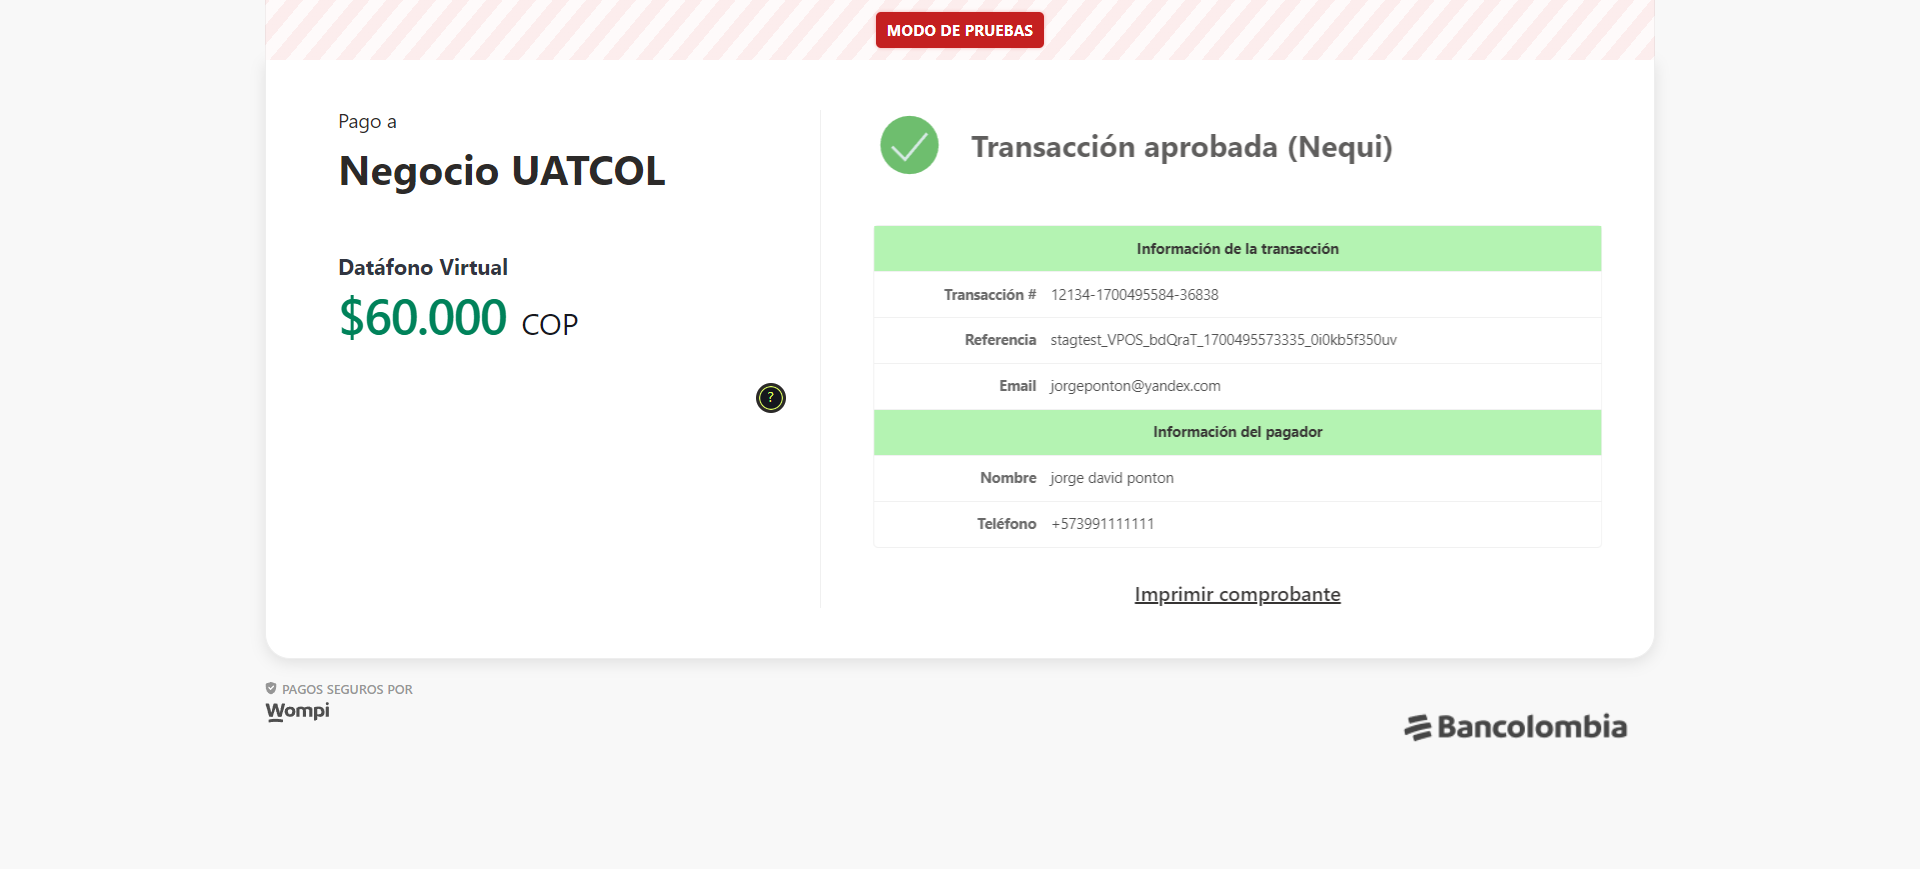 MODO DE PRUEBAS
Pago a
Negocio UATCOL
Datáfono Virtual
$60.000 COP
?
Transacción aprobada (Nequi)
Información de la transacción
Transacción # 12134-1700495584-36838
Referencia stagtest_VPOS_bdQraT_1700495573335_0i0kb5f350uv
Email jorgeponton@yandex.com
Información del pagador
Nombre jorge david ponton
Teléfono +573991111111
Imprimir comprobante
PAGOS SEGUROS POR
Wompi
Bancolombia